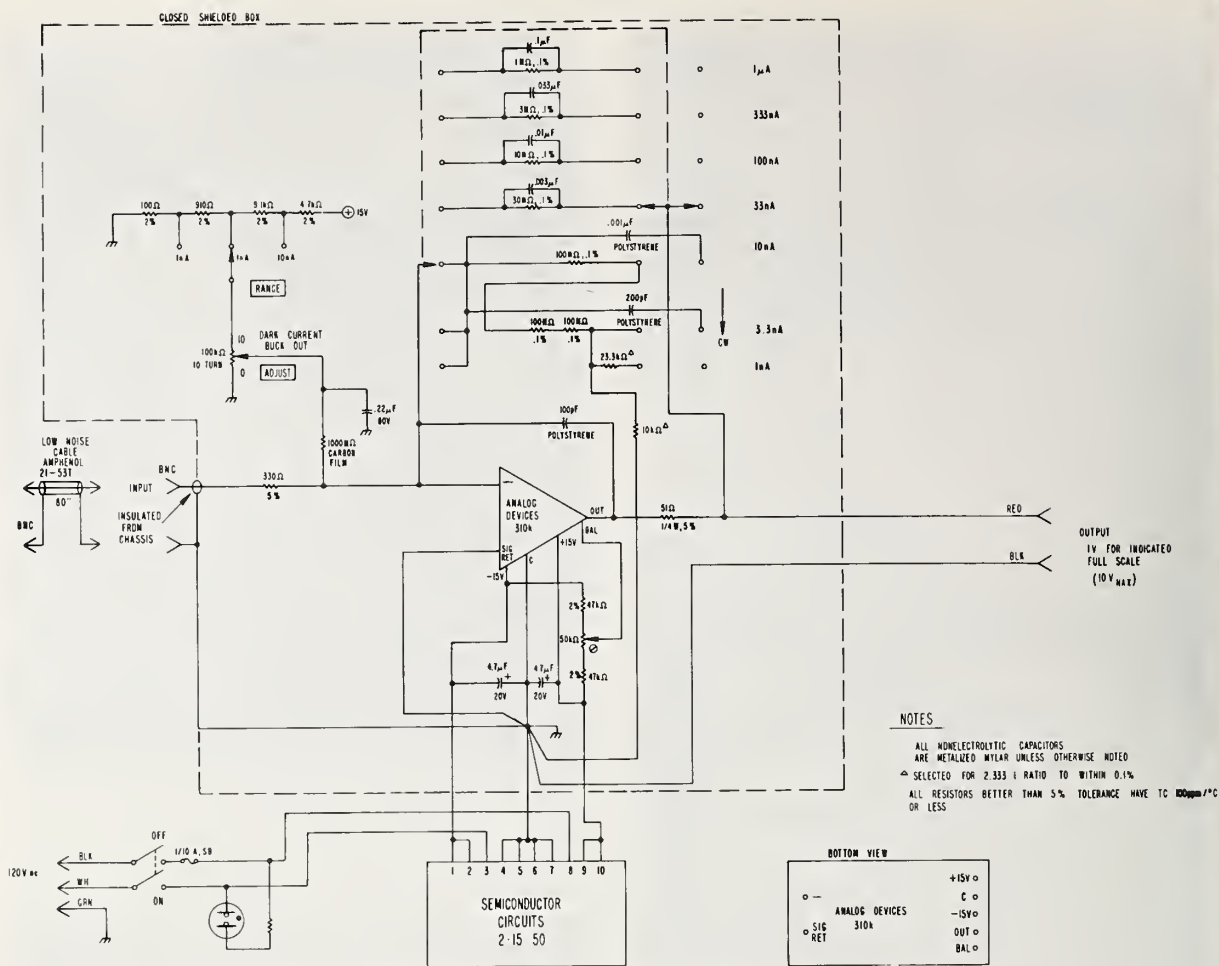 CLOSED SHIELDED BOX
.1μF
1MΩ, .1%
1μA
.033μF
3MΩ, .1%
333nA
.01μF
10MΩ, .1%
100nA
.003μF
30MΩ, .1%
33nA
100Ω
2%
910Ω
2%
9.1kΩ
2%
4.7kΩ
2%
+ 15V
.1nA
1nA
10nA
RANGE
.001μF
POLYSTYRENE
10nA
100MΩ, .1%
200pF
POLYSTYRENE
100MΩ
.1%
100MΩ
.1%
3.3nA
CW
23.3kΩ Δ
1nA
10
DARK CURRENT
BUCK OUT
100kΩ
10 TURN
0
ADJUST
.22μF
80V
10kΩ Δ
100pF
POLYSTYRENE
1000MΩ
CARBON
FILM
LOW NOISE
CABLE
AMPHENOL
21-537
80"
BNC
BNC
INPUT
INSULATED
FROM
CHASSIS
330Ω
5%
—
ANALOG
DEVICES
310k
OUT
BAL
+15V
C
SIG
RET
-15V
51Ω
1/4 W, 5%
RED
BLK
OUTPUT
1V FOR INDICATED
FULL SCALE
(10 V MAX)
2%
47kΩ
50kΩ
2%
47kΩ
4.7μF
+
20V
4.7μF
+
20V
NOTES
ALL NONELECTROLYTIC CAPACITORS
ARE METALIZED MYLAR UNLESS OTHERWISE NOTED
Δ SELECTED FOR 2.333 : RATIO TO WITHIN 0.1%
ALL RESISTORS BETTER THAN 5% TOLERANCE HAVE TC 100ppm/°C
OR LESS
120V ac
BLK
OFF
1/10 A, SB
WH
ON
GRN
1 2 3 4 5 6 7 8 9 10
SEMICONDUCTOR
CIRCUITS
2·15 50
BOTTOM VIEW
—
SIG
RET
ANALOG DEVICES
310k
+15V
C
-15V
OUT
BAL